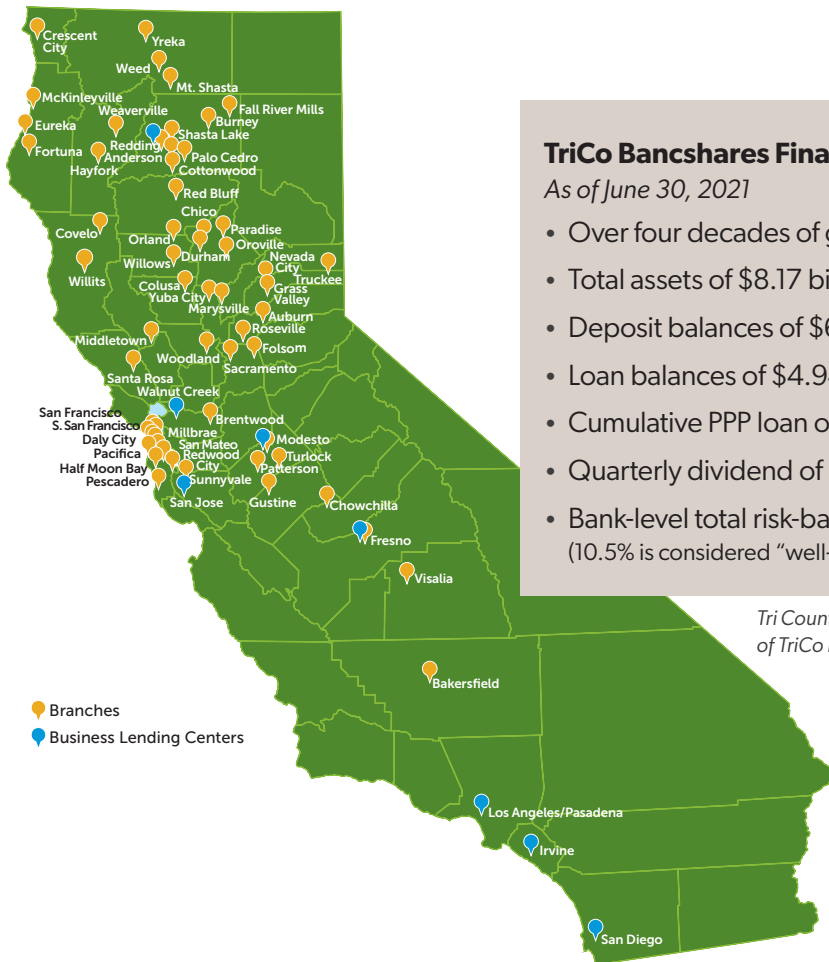 Crescent
City
Yreka
Weed
Mt. Shasta
McKinleyville
Weaverville
Fall River Mills
Burney
Eureka
Shasta Lake
Redding
Fortuna
Anderson
Palo Cedro
Hayfork
Cottonwood
Red Bluff
Chico
Covelo
Orland
Paradise
Oroville
Willows
Durham
Nevada
City
Willits
Truckee
Colusa
Grass
Valley
Yuba City
Marysville
Auburn
Roseville
Middletown
Woodland
Folsom
Sacramento
Santa Rosa
Walnut Creek
San Francisco
Brentwood
S. San Francisco
Millbrae
Daly City
San Mateo
Modesto
Pacifica
Redwood
City
Turlock
Half Moon Bay
Patterson
Pescadero
Sunnyvale
San Jose
Gustine
Chowchilla
Fresno
Visalia
Bakersfield
Los Angeles/Pasadena
Irvine
San Diego
Branches
Business Lending Centers
TriCo Bancshares Fina
As of June 30, 2021
• Over four decades of g
• Total assets of $8.17 bi
• Deposit balances of $6
• Loan balances of $4.9
• Cumulative PPP loan o
• Quarterly dividend of
• Bank-level total risk-ba
(10.5% is considered “well-
Tri Coun
of TriCo